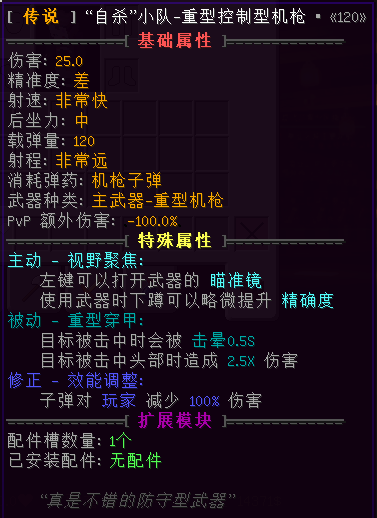 [ 传说 ] “自杀”小队-重型控制型机枪 ▪ «120»
[ 基础属性 ]
伤害: 25.0
精准度: 差
射速: 非常快
后坐力: 中
载弹量: 120
射程: 非常远
消耗弹药: 机枪子弹
武器种类: 主武器-重型机枪
PvP 额外伤害: -100.0%
[ 特殊属性 ]
主动 - 视野聚焦:
左键可以打开武器的 瞄准镜
使用武器时下蹲可以略微提升 精确度
被动 - 重型穿甲:
目标被击中时会被 击晕0.5S
目标被击中头部时造成 2.5X 伤害
修正 - 效能调整:
子弹对 玩家 减少 100% 伤害
[ 扩展模块 ]
配件槽数量: 1个
已安装配件: 无配件
“真是不错的防守型武器”